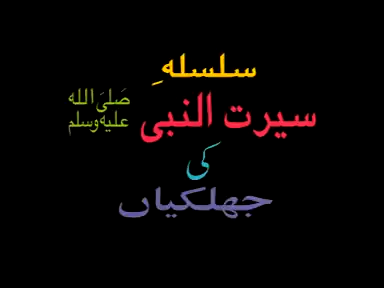 سلسلہِ
سیرت النبی صَلیَ اللہ علیہ وسلم
کی
جھلکیاں